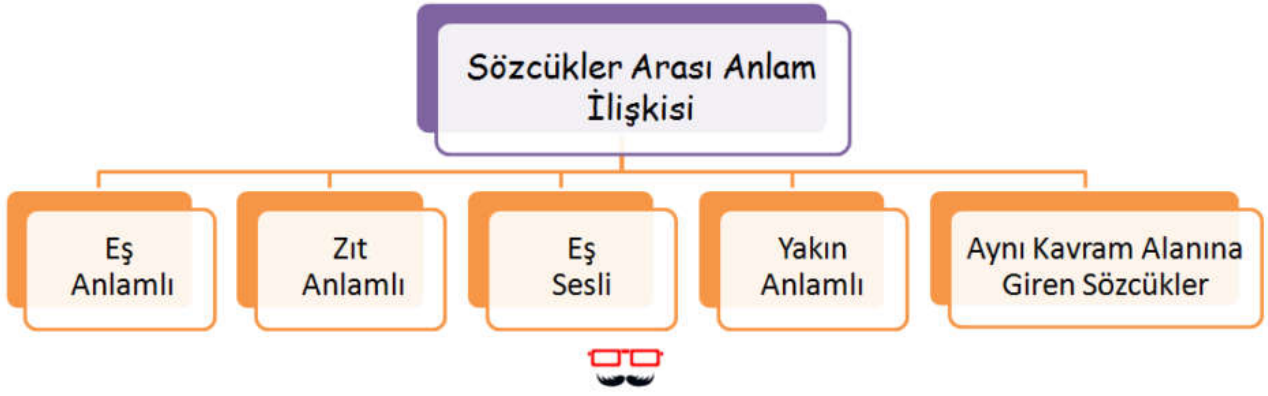 Sözcükler Arası Anlam
İlişkisi
Eş
Anlamlı
Zıt
Anlamlı
Eş
Sesli
Yakın
Anlamlı
Aynı Kavram Alanına
Giren Sözcükler